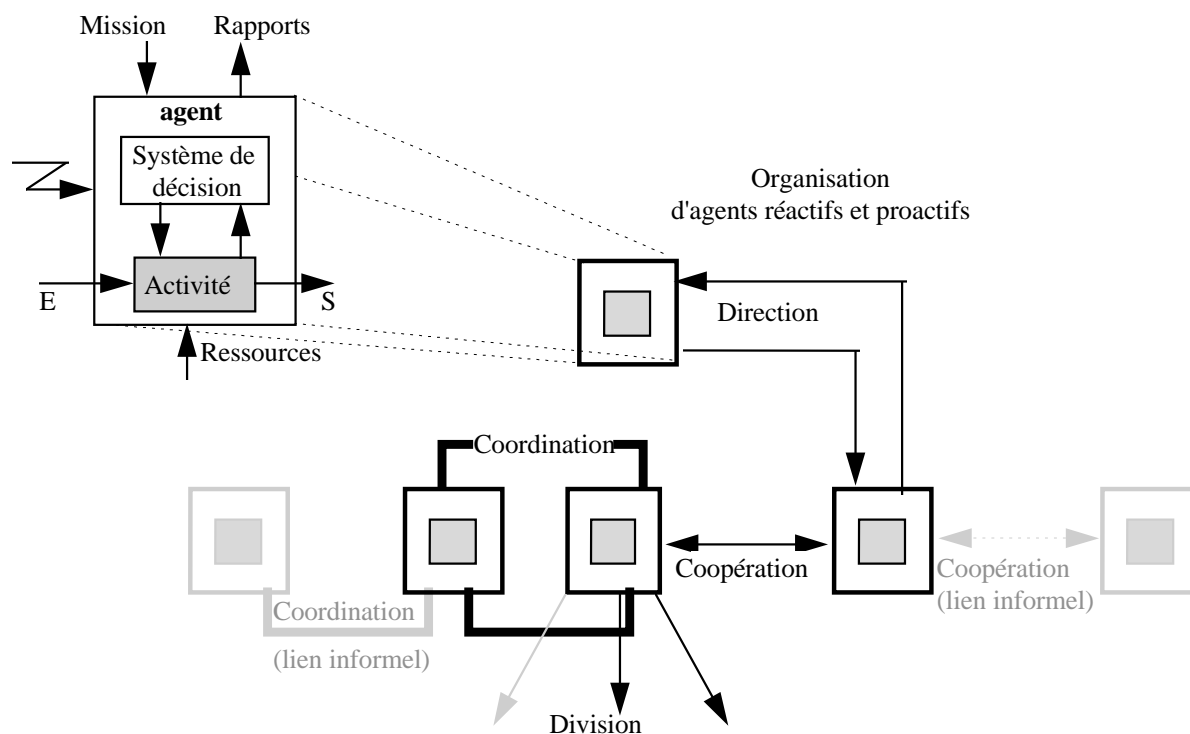 Mission
Rapports
agent
Système de
décision
Activité
E
S
Ressources
Organisation
d'agents réactifs et proactifs
Direction
Coordination
Coopération
Coopération
(lien informel)
Coordination
(lien informel)
Division